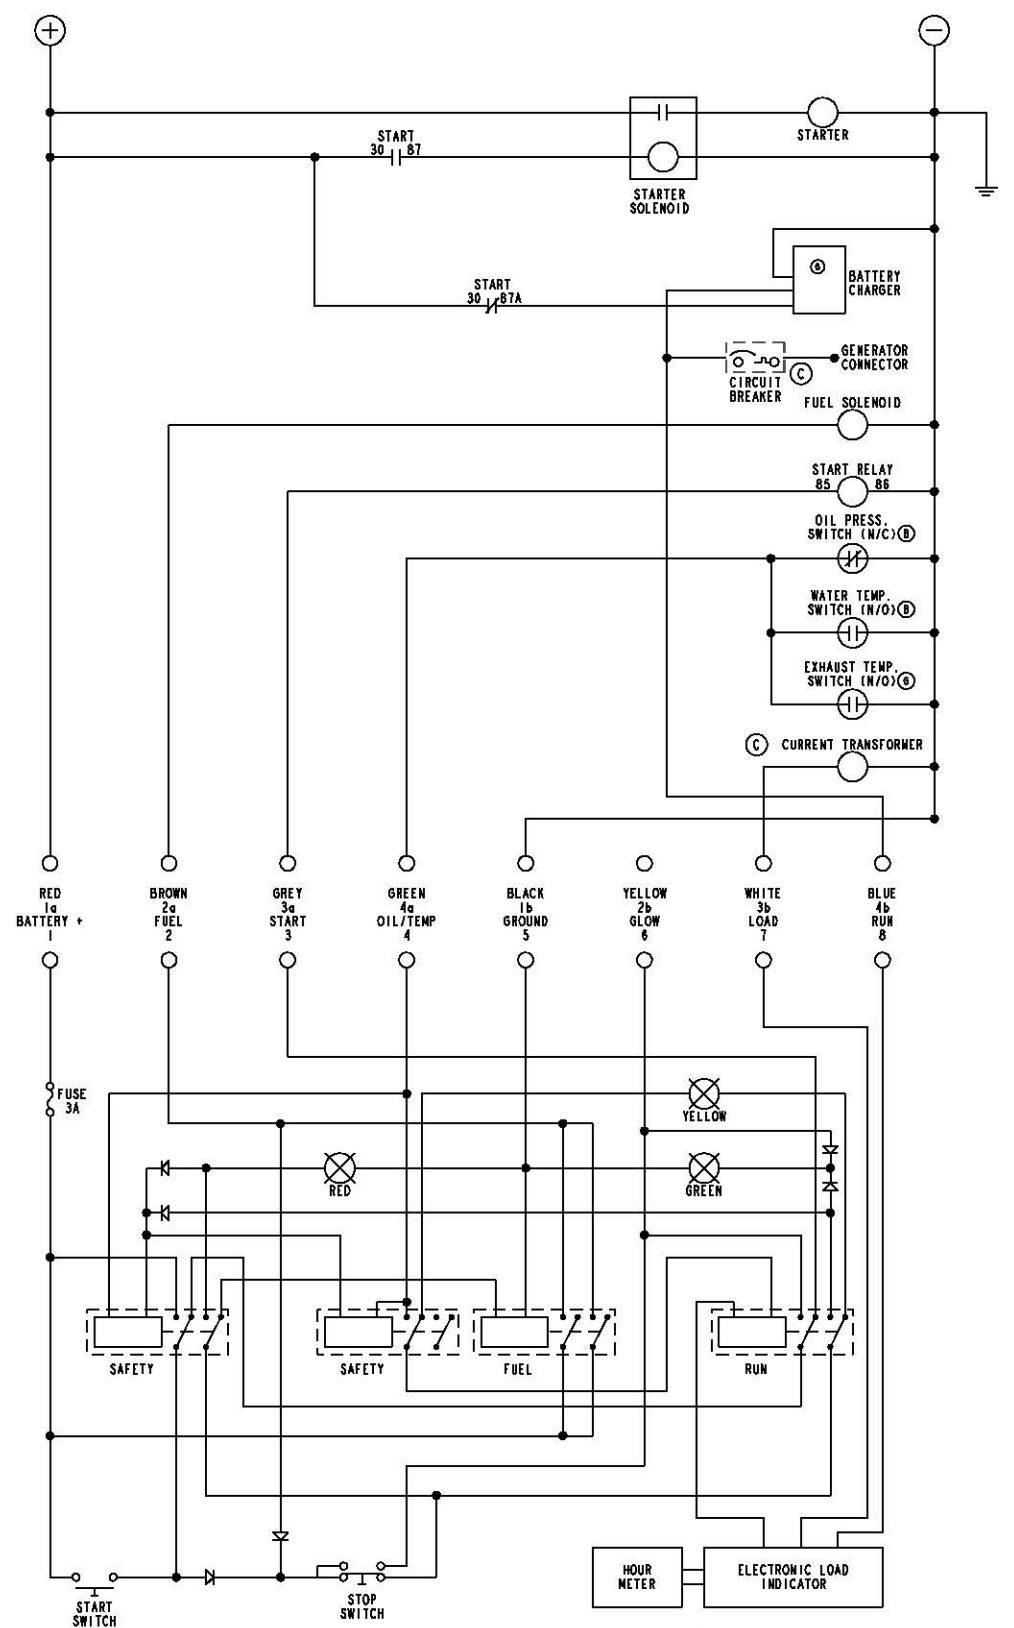 +
−
START
30 87
STARTER
STARTER
SOLENOID
START
30 87A
G
BATTERY
CHARGER
GENERATOR
CONNECTOR
C
CIRCUIT
BREAKER
FUEL SOLENOID
START RELAY
85 86
OIL PRESS.
SWITCH (N/C) B
WATER TEMP.
SWITCH (N/O) B
EXHAUST TEMP.
SWITCH (N/O) G
C CURRENT TRANSFORMER
RED
1a
BATTERY +
1
BROWN
2a
FUEL
2
GREY
3a
START
3
GREEN
4a
OIL/TEMP
4
BLACK
1b
GROUND
5
YELLOW
2b
GLOW
6
WHITE
3b
LOAD
7
BLUE
4b
RUN
8
FUSE
3A
YELLOW
RED
GREEN
SAFETY
SAFETY
FUEL
RUN
START
SWITCH
STOP
SWITCH
HOUR
METER
ELECTRONIC LOAD
INDICATOR